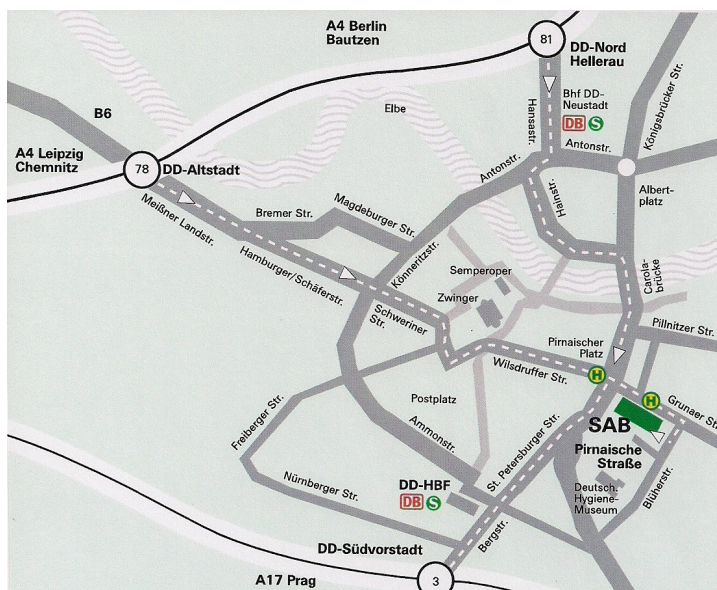 A4 Berlin
Bautzen
81
DD-Nord
Hellerau
B6
Elbe
Hansastr.
Bhf DD-
Neustadt
DB S
Königsbrücker Str.
A4 Leipzig
Chemnitz
78
DD-Altstadt
Antonstr.
Antonstr.
Albert-
platz
Meißner Landstr.
Bremer Str.
Magdeburger Str.
Hainstr.
Hamburger/Schäferstr.
Könneritzstr.
Semperoper
Zwinger
Carola-
brücke
Schweriner
Str.
Pillnitzer Str.
Pirnaischer
Platz
Wilsdruffer Str.
H
H
Grunaer Str.
Postplatz
SAB
Pirnaische
Straße
Freiberger Str.
Ammonstr.
St. Petersburger Str.
Nürnberger Str.
DD-HBF
DB S
Deutsch.
Hygiene-
Museum
Blüherstr.
Bergstr.
DD-Südvorstadt
A17 Prag
3